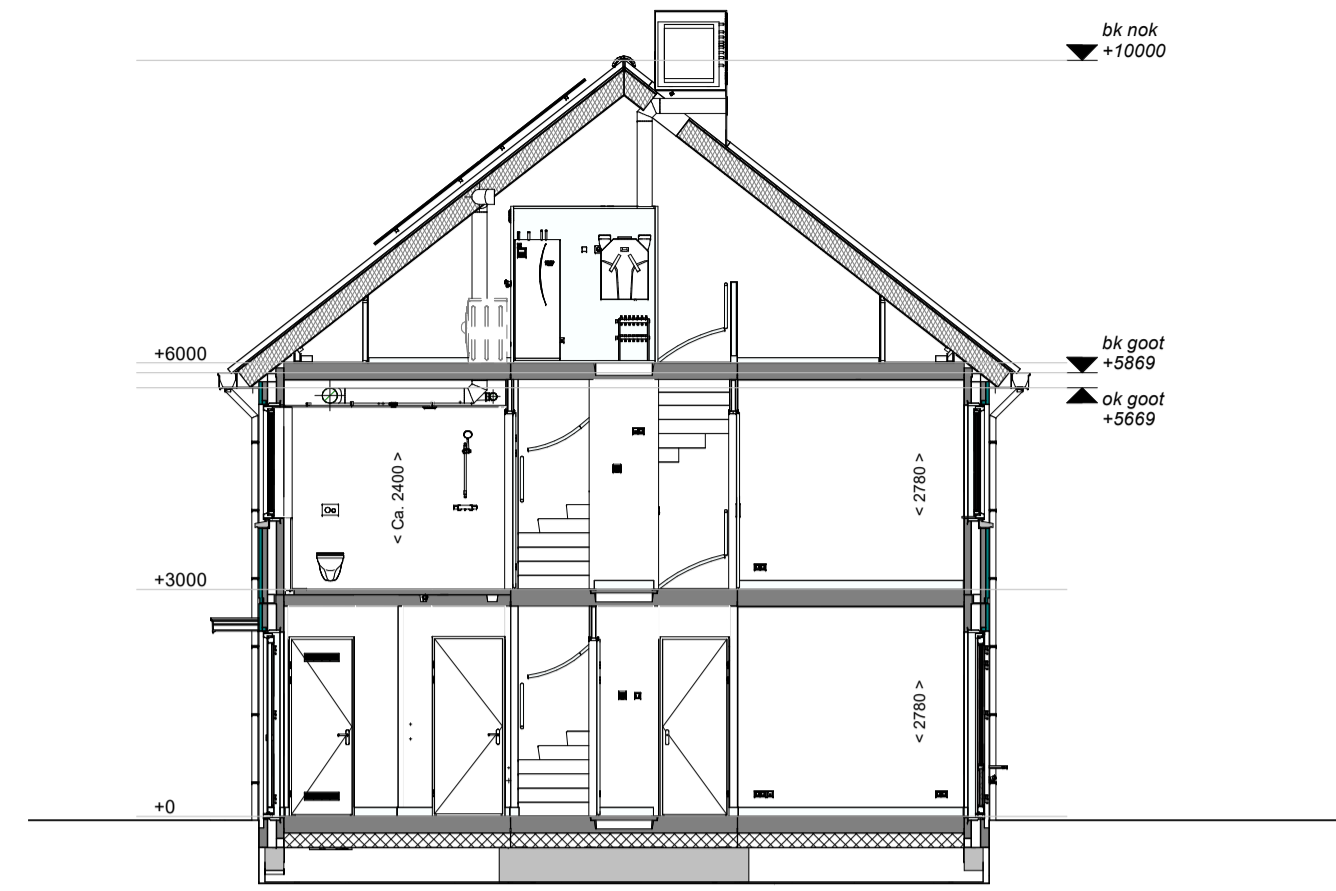 bk nok
+10000
+6000
bk goot
+5869
ok goot
+5669
< Ca. 2400 >
< 2780 >
+3000
< 2780 >
+0